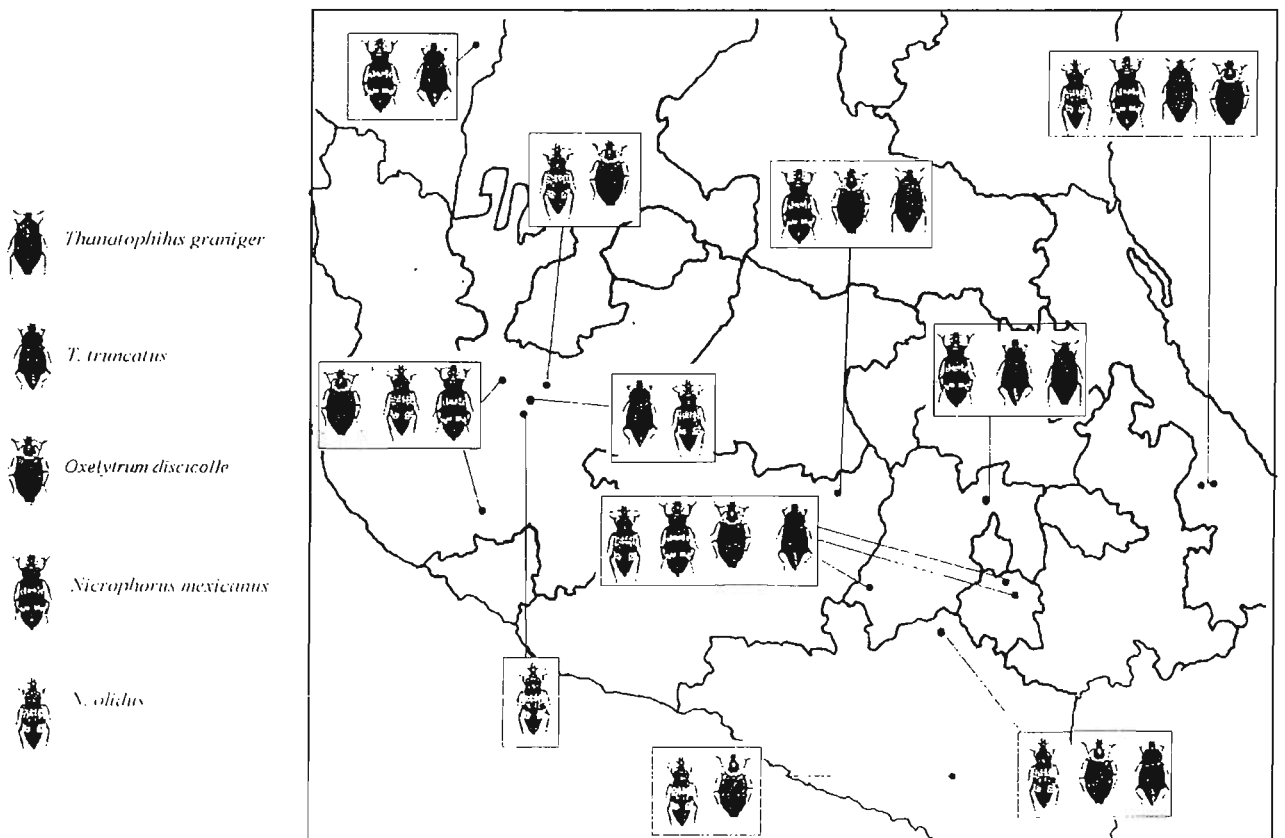 Thanatophilus graniger
T. truncatus
Oxelytrum discicolle
Nicrophorus mexicanus
N. olidus